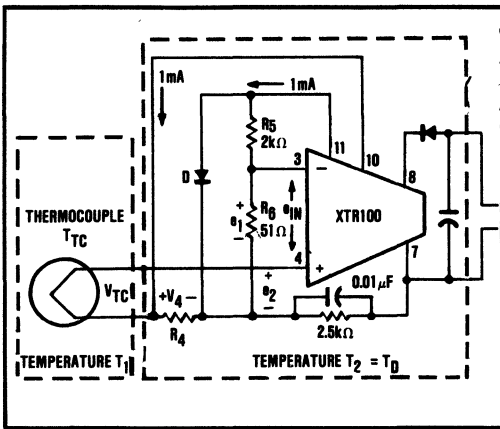 1mA
1mA
R5
2kΩ
11
10
3
−
8
D
THERMOCOUPLE
TTC
+
e1
−
R6
51Ω
eIN
XTR100
7
4
+
VTC
+V4−
R4
+
e2
−
0.01μF
2.5kΩ
TEMPERATURE T1
TEMPERATURE T2 = TD